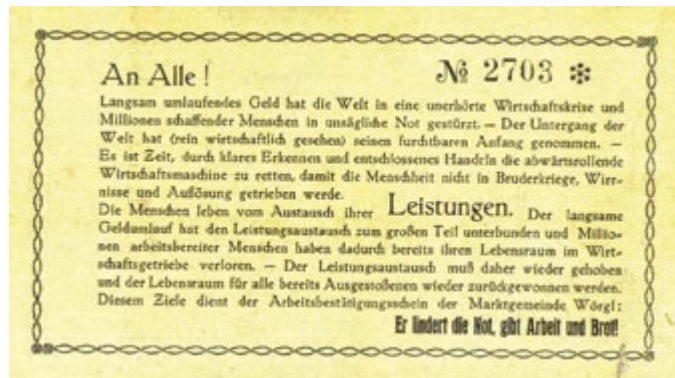 An Alle !
№ 2703 *
Langsam umlaufendes Geld hat die Welt in eine unerhörte Wirtschaftskrise und
Millionen schaffender Menschen in unsägliche Not gestürzt. — Der Untergang der
Welt hat (rein wirtschaftlich gesehen) seinen furchtbaren Anfang genommen. —
Es ist Zeit, durch klares Erkennen und entschlossenes Handeln die abwärtsrollende
Wirtschaftsmaschine zu retten, damit die Menschheit nicht in Bruderkriege, Wirr-
nisse und Auflösung getrieben werde.
Die Menschen leben vom Austausch ihrer Leistungen. Der langsame
Geldumlauf hat den Leistungsaustausch zum großen Teil unterbunden und Millio-
nen arbeitsbereiter Menschen haben dadurch bereits ihren Lebensraum im Wirt-
schaftsgetriebe verloren. — Der Leistungsaustausch muß daher wieder gehoben
und der Lebensraum für alle bereits Ausgestoßenen wieder zurückgewonnen werden.
Diesem Ziele dient der Arbeitsbestätigungsschein der Marktgemeinde Wörgl:
Er lindert die Not, gibt Arbeit und Brot!